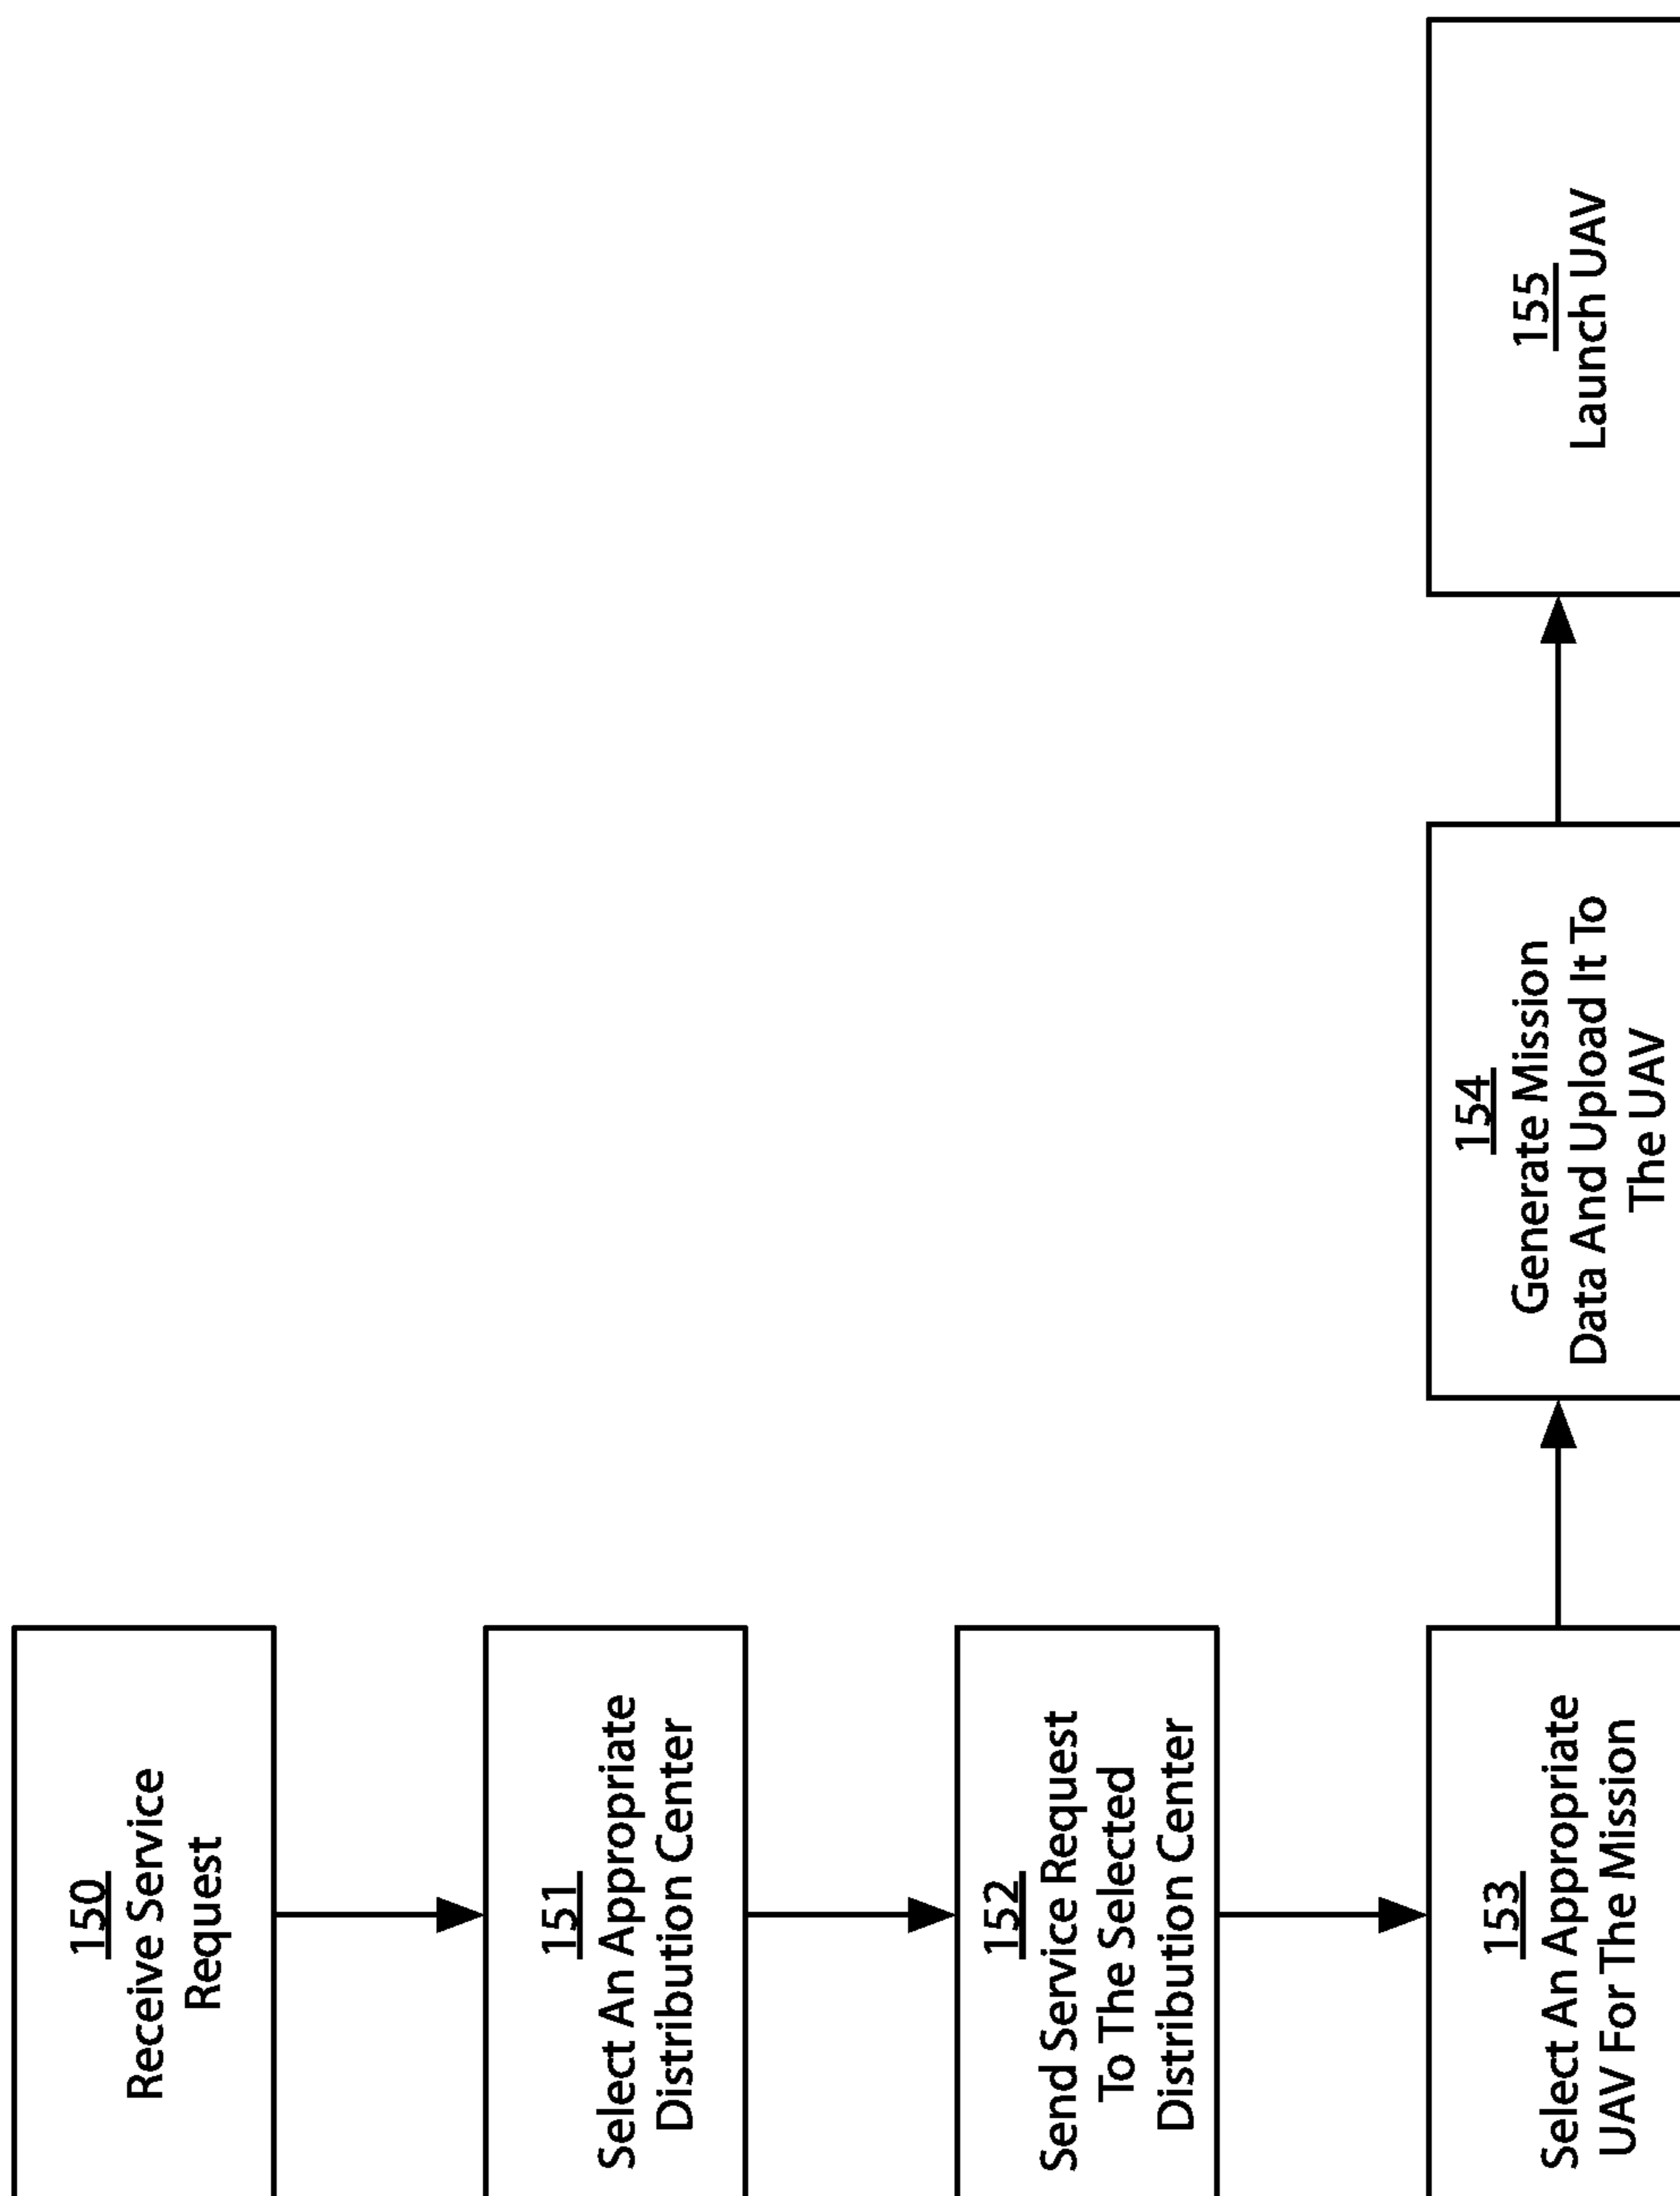 150
Receive Service
Request
151
Select An Appropriate
Distribution Center
152
Send Service Request
To The Selected
Distribution Center
153
Select An Appropriate
UAV For The Mission
154
Generate Mission
Data And Upload It To
The UAV
155
Launch UAV